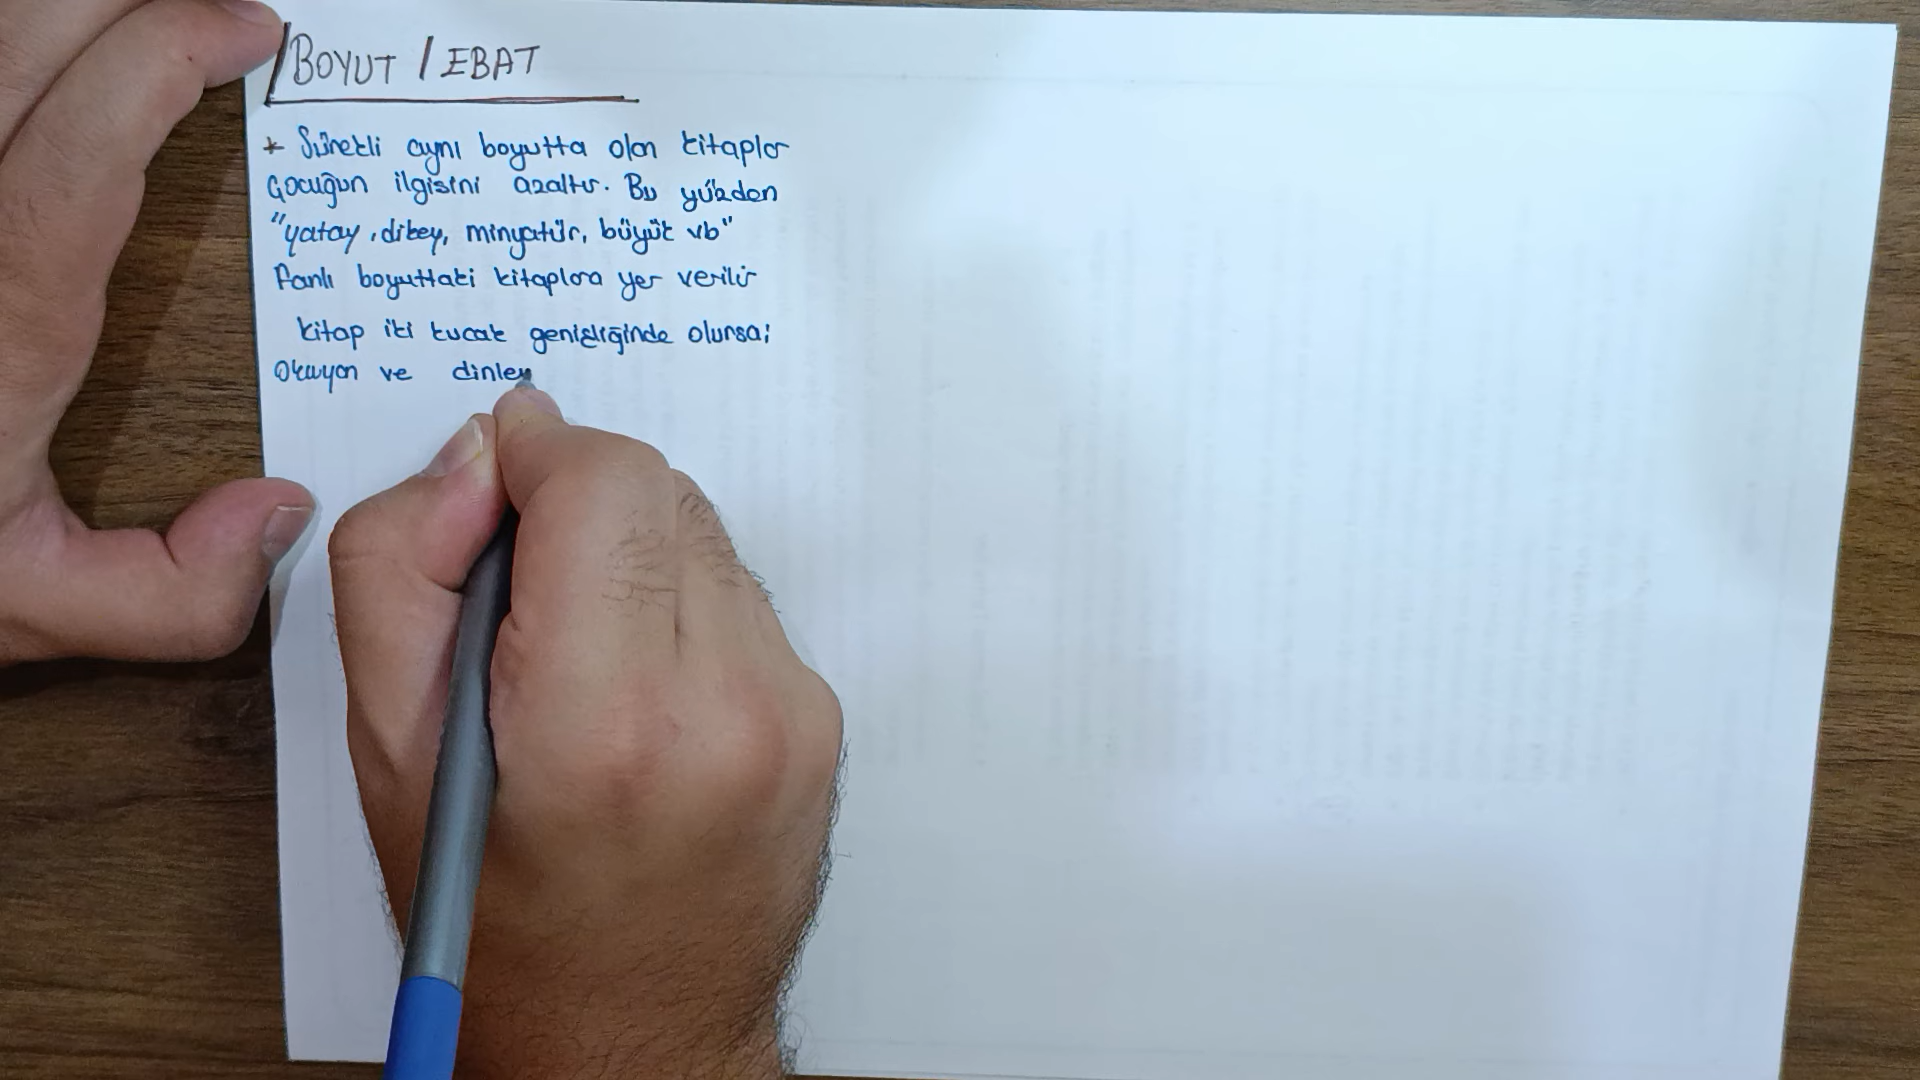 BOYUT / EBAT
* Sürekli aynı boyutta olan kitaplar
Çocuğun ilgisini azaltır. Bu yüzden
"yatay, dikey, minyatür, büyük vb"
Farklı boyuttaki kitaplara yer verilir
kitap iki kucak genişliğinde olursa;
Okuyan ve dinley